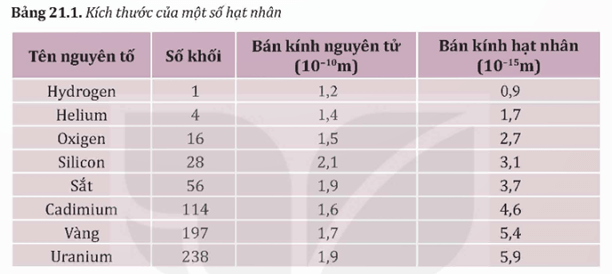 Bảng 21.1. Kích thước của một số hạt nhân
Tên nguyên tố Số khối Bán kính nguyên tử (10⁻¹⁰m) Bán kính hạt nhân (10⁻¹⁵m)
Hydrogen 1 1,2 0,9
Helium 4 1,4 1,7
Oxigen 16 1,5 2,7
Silicon 28 2,1 3,1
Sắt 56 1,9 3,7
Cadimium 114 1,6 4,6
Vàng 197 1,7 5,4
Uranium 238 1,9 5,9